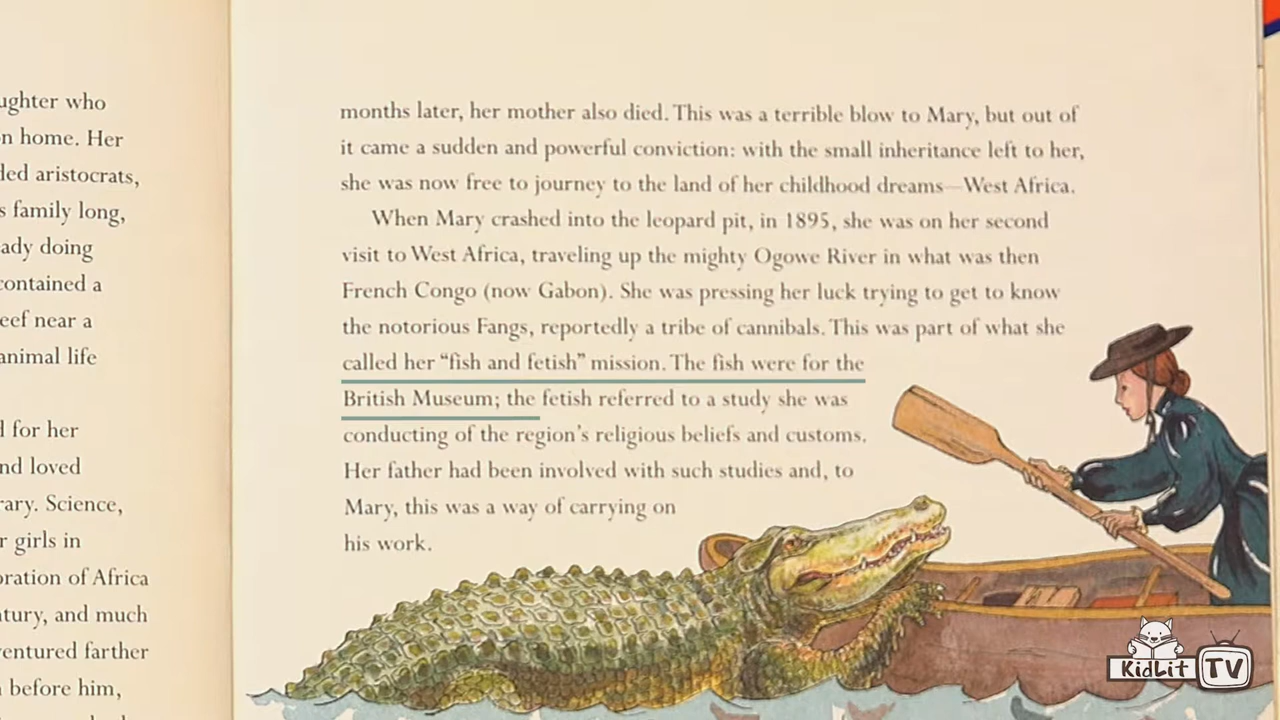 ughter who
n home. Her
ded aristocrats,
s family long,
ady doing
contained a
eef near a
animal life
d for her
nd loved
rary. Science,
r girls in
oration of Africa
ntury, and much
ventured farther
before him,
months later, her mother also died. This was a terrible blow to Mary, but out of
it came a sudden and powerful conviction: with the small inheritance left to her,
she was now free to journey to the land of her childhood dreams—West Africa.
When Mary crashed into the leopard pit, in 1895, she was on her second
visit to West Africa, traveling up the mighty Ogowe River in what was then
French Congo (now Gabon). She was pressing her luck trying to get to know
the notorious Fangs, reportedly a tribe of cannibals. This was part of what she
called her “fish and fetish” mission. The fish were for the
British Museum; the fetish referred to a study she was
conducting of the region’s religious beliefs and customs.
Her father had been involved with such studies and, to
Mary, this was a way of carrying on
his work.
KidLit TV